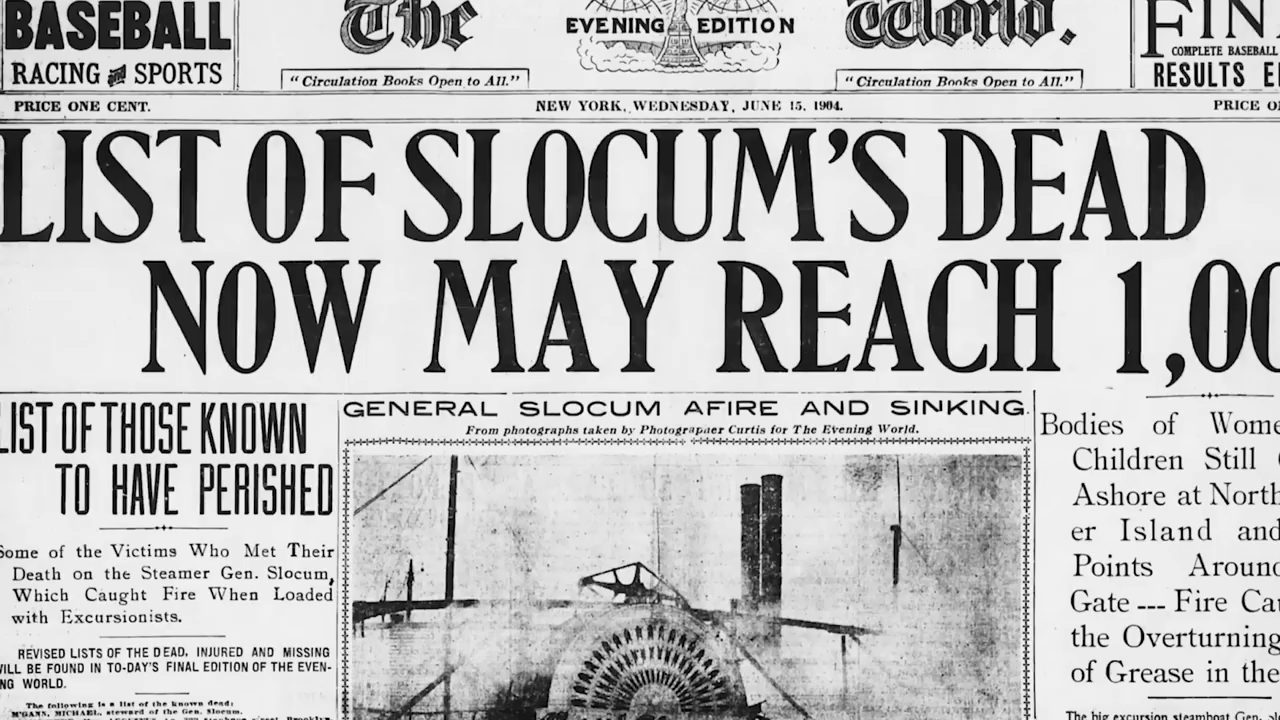 BASEBALL
RACING and SPORTS
The
EVENING EDITION
World.
"Circulation Books Open to All."
"Circulation Books Open to All."
COMPLETE BASEBALL
RESULTS
PRICE ONE CENT.
NEW YORK, WEDNESDAY, JUNE 15, 1904.
PRICE
LIST OF SLOCUM'S DEAD
NOW MAY REACH 1,00
LIST OF THOSE KNOWN
TO HAVE PERISHED
Some of the Victims Who Met Their
Death on the Steamer Gen. Slocum,
Which Caught Fire When Loaded
with Excursionists.
REVISED LISTS OF THE DEAD, INJURED AND MISSING
WILL BE FOUND IN TO-DAY'S FINAL EDITION OF THE EVEN-
ING WORLD.
The following is a list of the known dead:
M'GANN, MICHAEL, steward of the Gen. Slocum.
GENERAL SLOCUM AFIRE AND SINKING.
From photographs taken by Photographer Curtis for The Evening World.
Bodies of Wome
Children Still
Ashore at North
er Island and
Points Around
Gate --- Fire Cau
the Overturning
of Grease in the
The big excursion steamboat Gen.